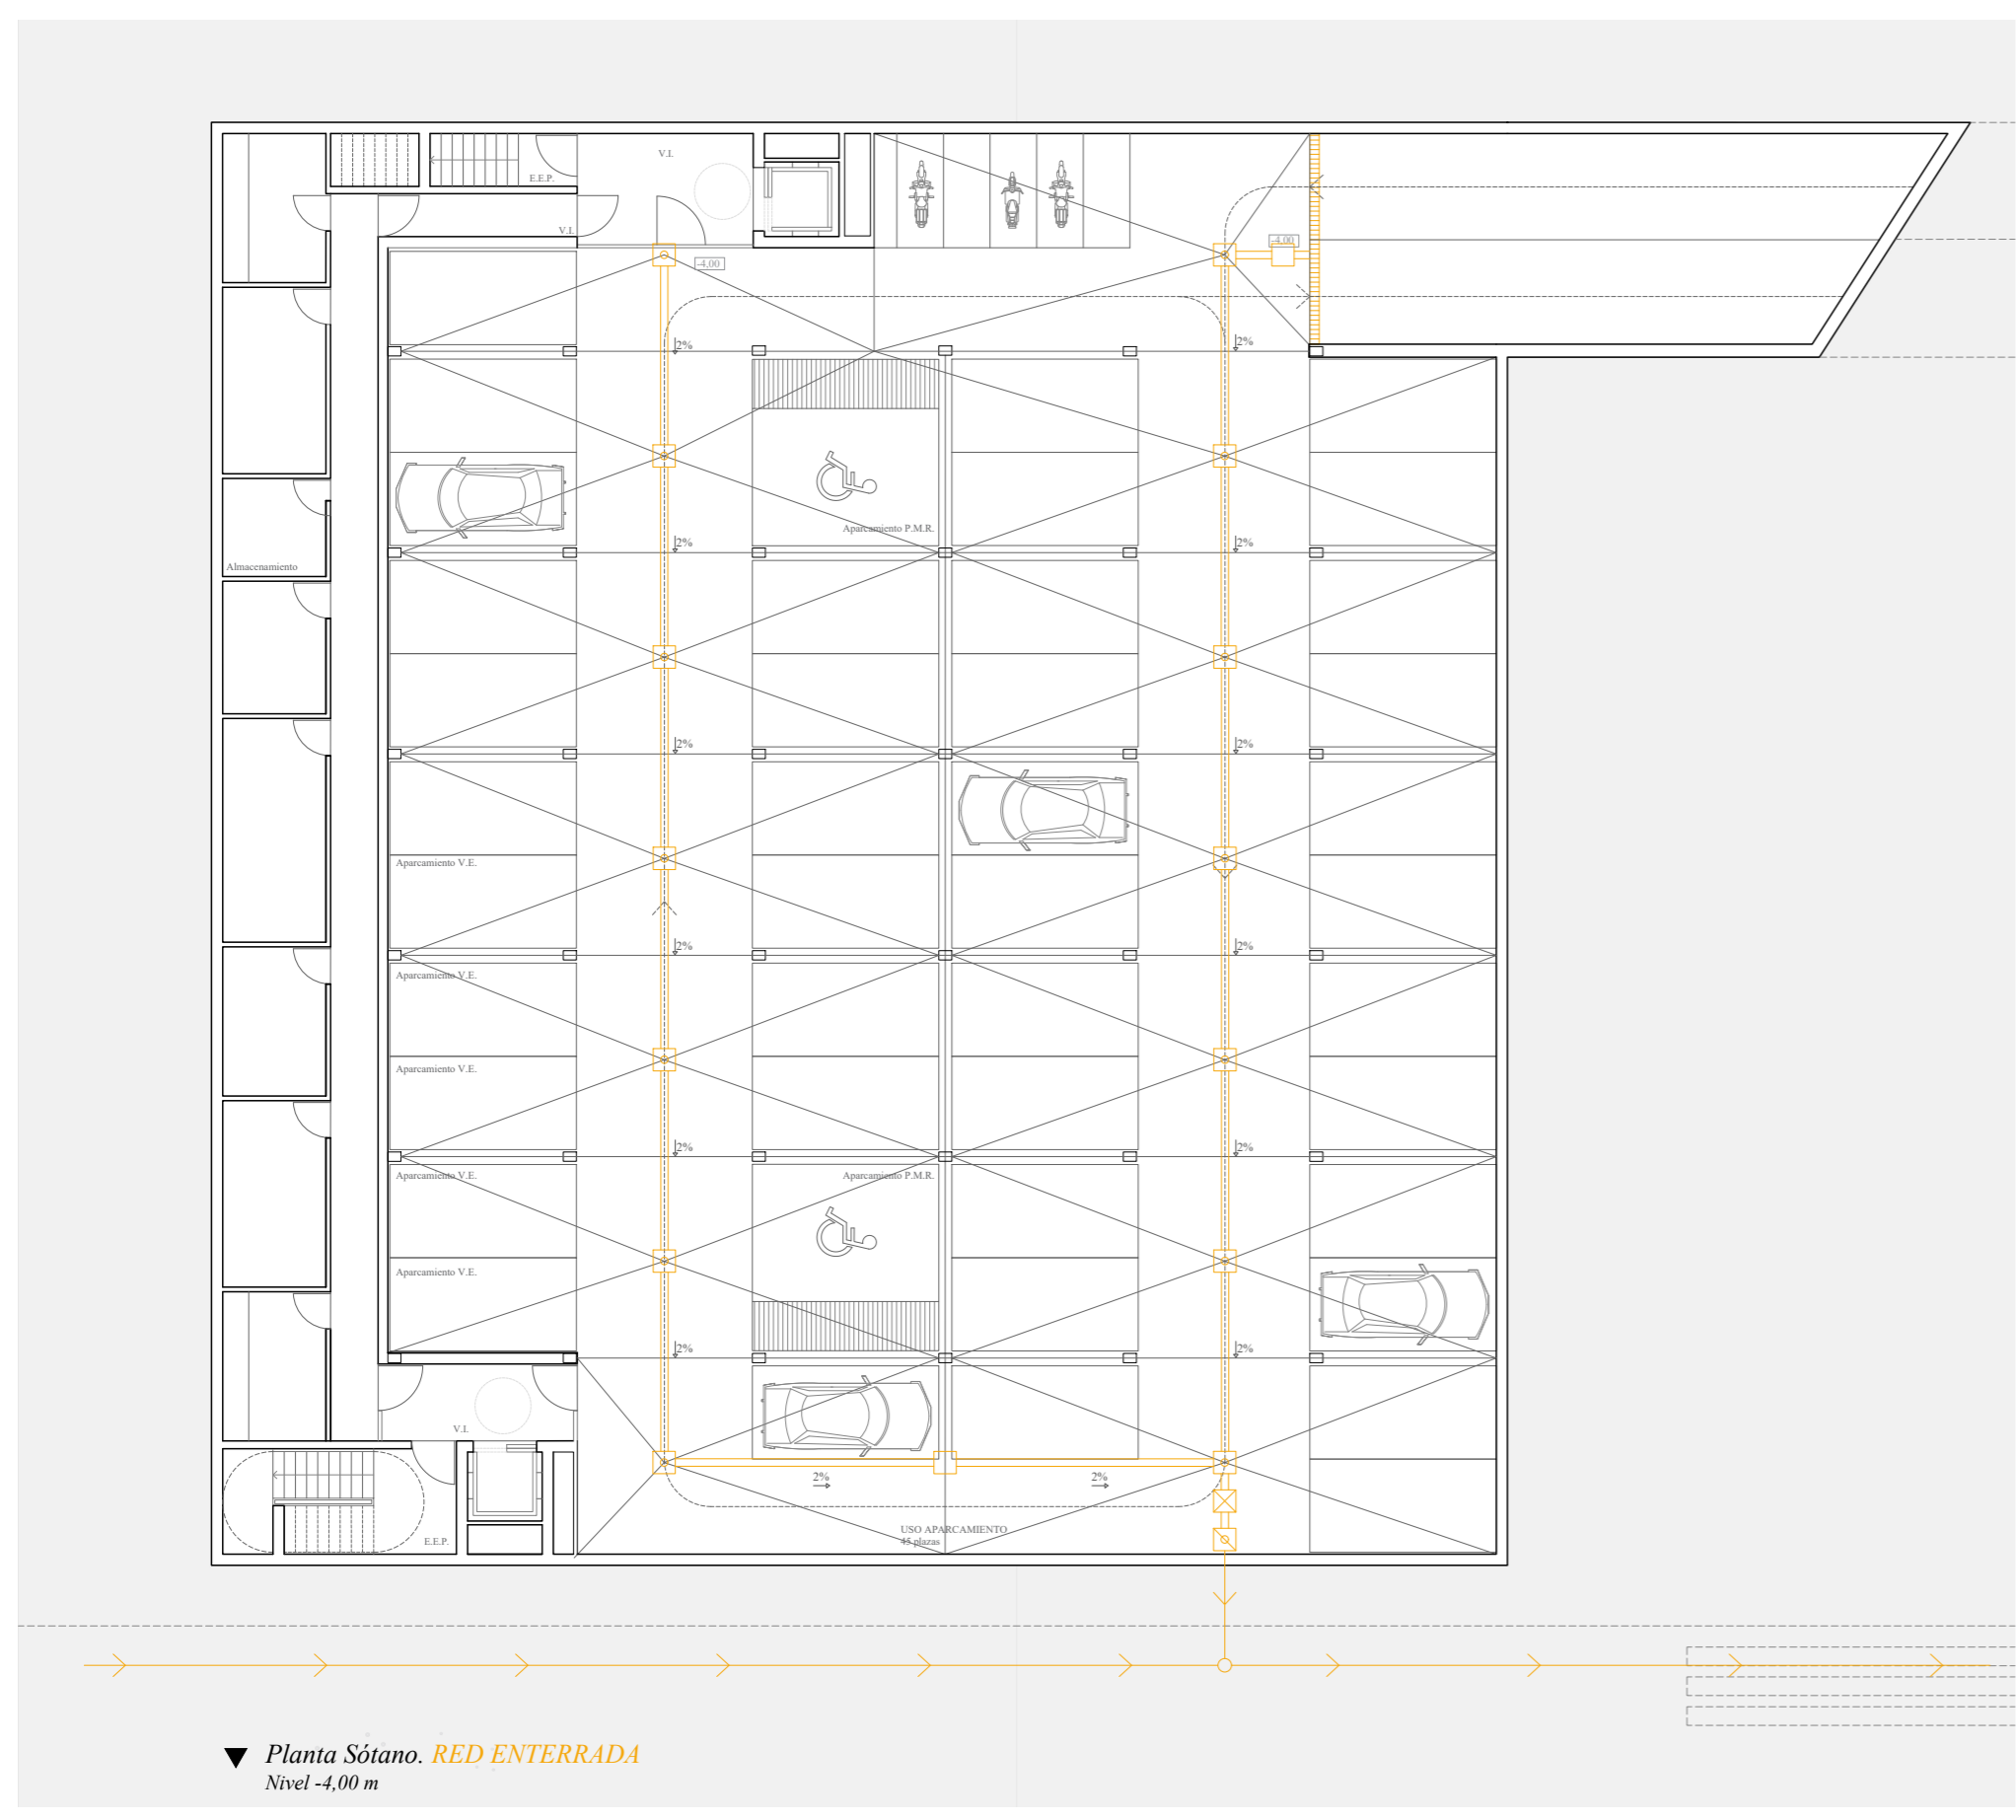 V.I.
E.E.P.
V.I.
-4,00
-4,00
2%
2%
Aparcamiento P.M.R.
2%
2%
Almacenamiento
2%
2%
Aparcamiento V.E.
2%
2%
Aparcamiento V.E.
Aparcamiento V.E.
2%
2%
Aparcamiento V.E.
Aparcamiento P.M.R.
Aparcamiento V.E.
2%
2%
V.I.
2%
2%
USO APARCAMIENTO
45 plazas
E.E.P.
Planta Sótano. RED ENTERRADA
Nivel -4,00 m